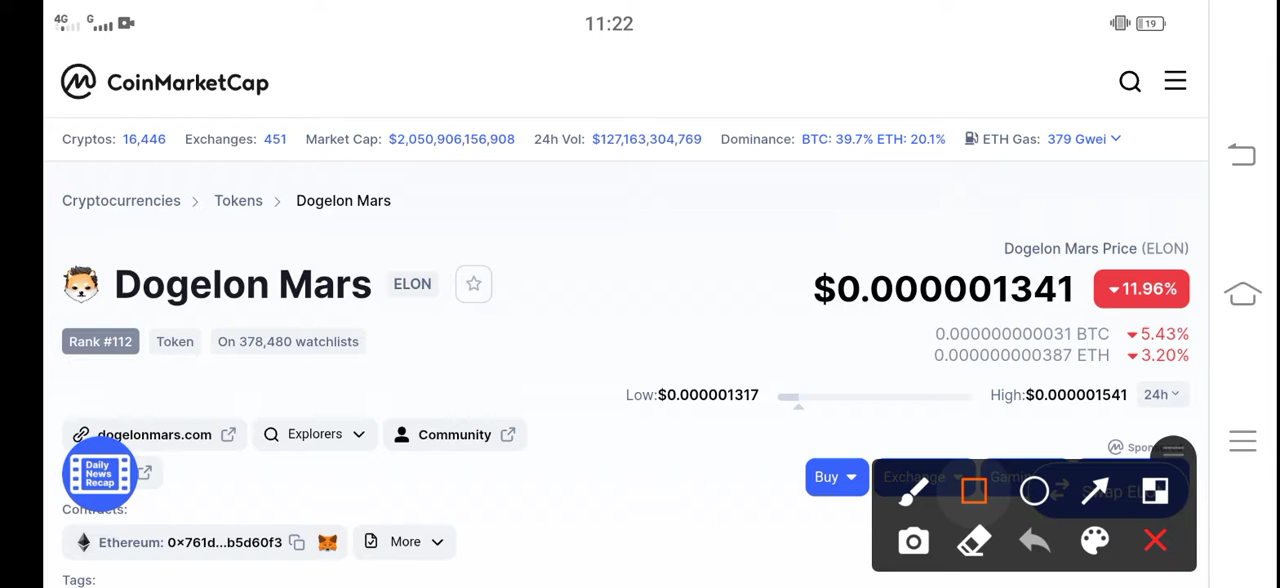 4G G 11:22 19
CoinMarketCap
Cryptos: 16,446 Exchanges: 451 Market Cap: $2,050,906,156,908 24h Vol: $127,163,304,769 Dominance: BTC: 39.7% ETH: 20.1% ETH Gas: 379 Gwei
Cryptocurrencies > Tokens > Dogelon Mars
Dogelon Mars Price (ELON)
Dogelon Mars ELON $0.000001341 11.96%
Rank #112 Token On 378,480 watchlists 0.000000000031 BTC 5.43%
0.000000000387 ETH 3.20%
Low:$0.000001317 High:$0.000001541 24h
dogelonmars.com Explorers Community
Daily
News
Recap
Buy Exchange Gaming Swap
Contracts:
Ethereum: 0x761d...b5d60f3 More
Tags: